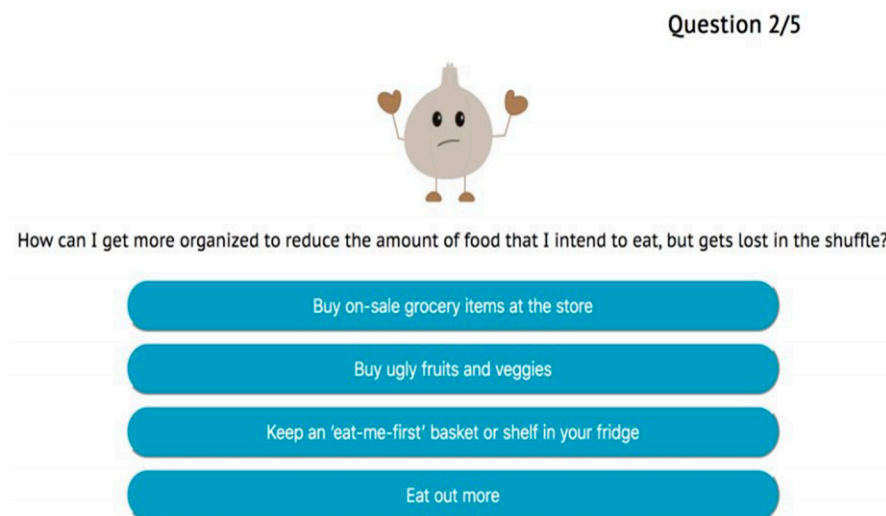 Question 2/5
How can I get more organized to reduce the amount of food that I intend to eat, but gets lost in the shuffle?
Buy on-sale grocery items at the store
Buy ugly fruits and veggies
Keep an ‘eat-me-first’ basket or shelf in your fridge
Eat out more